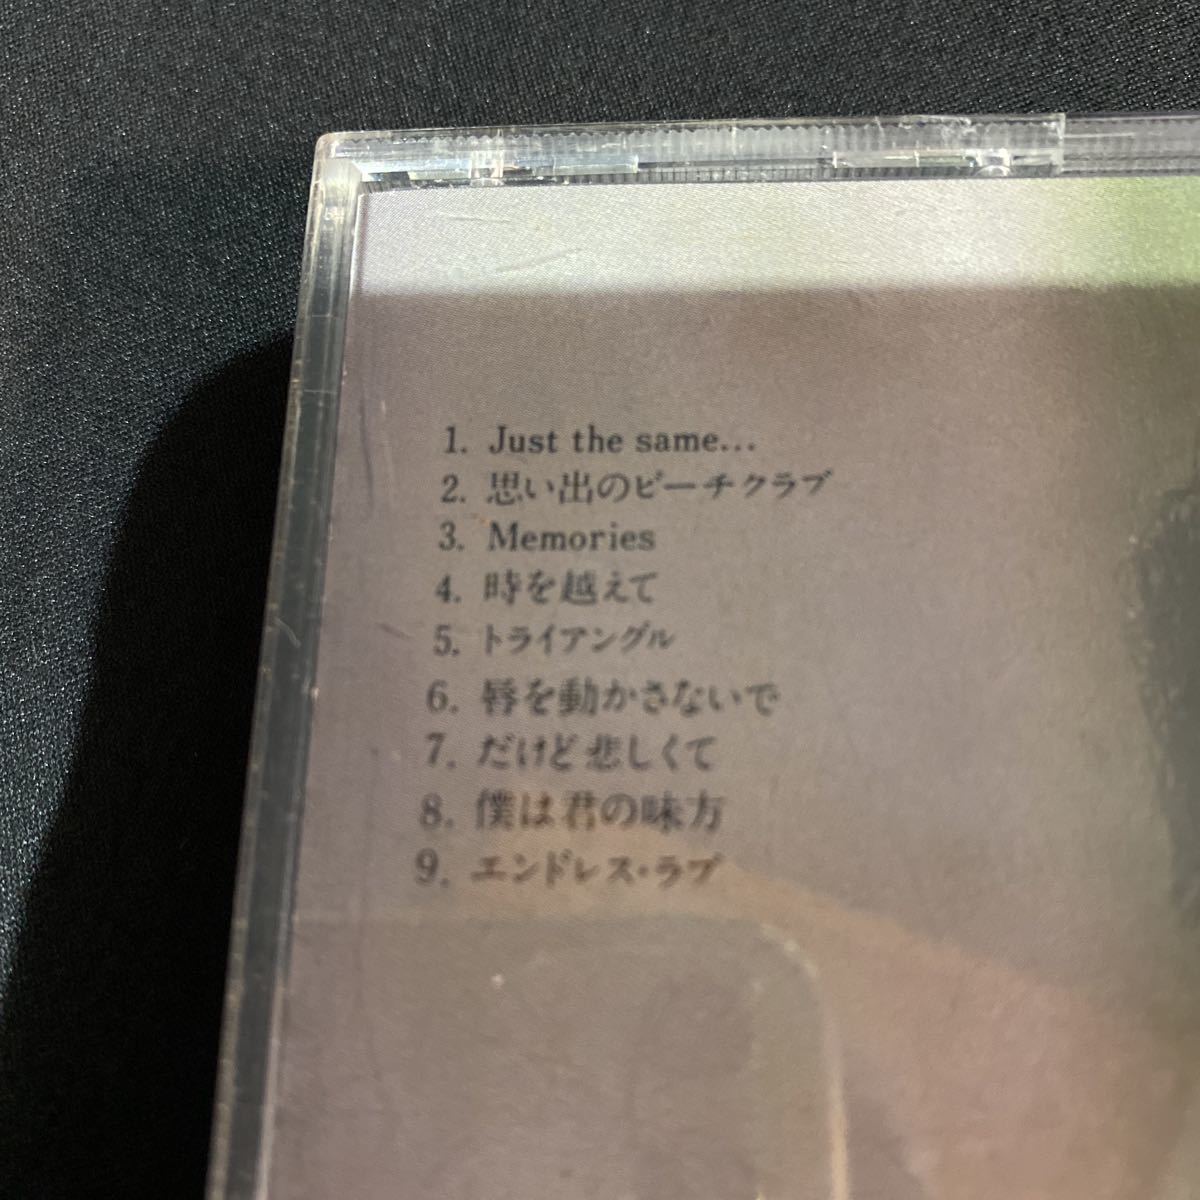 1. Just the same...
2. 思い出のビーチクラブ
3. Memories
4. 時を越えて
5. トライアングル
6. 唇を動かさないで
7. だけど悲しくて
8. 僕は君の味方
9. エンドレス・ラブ